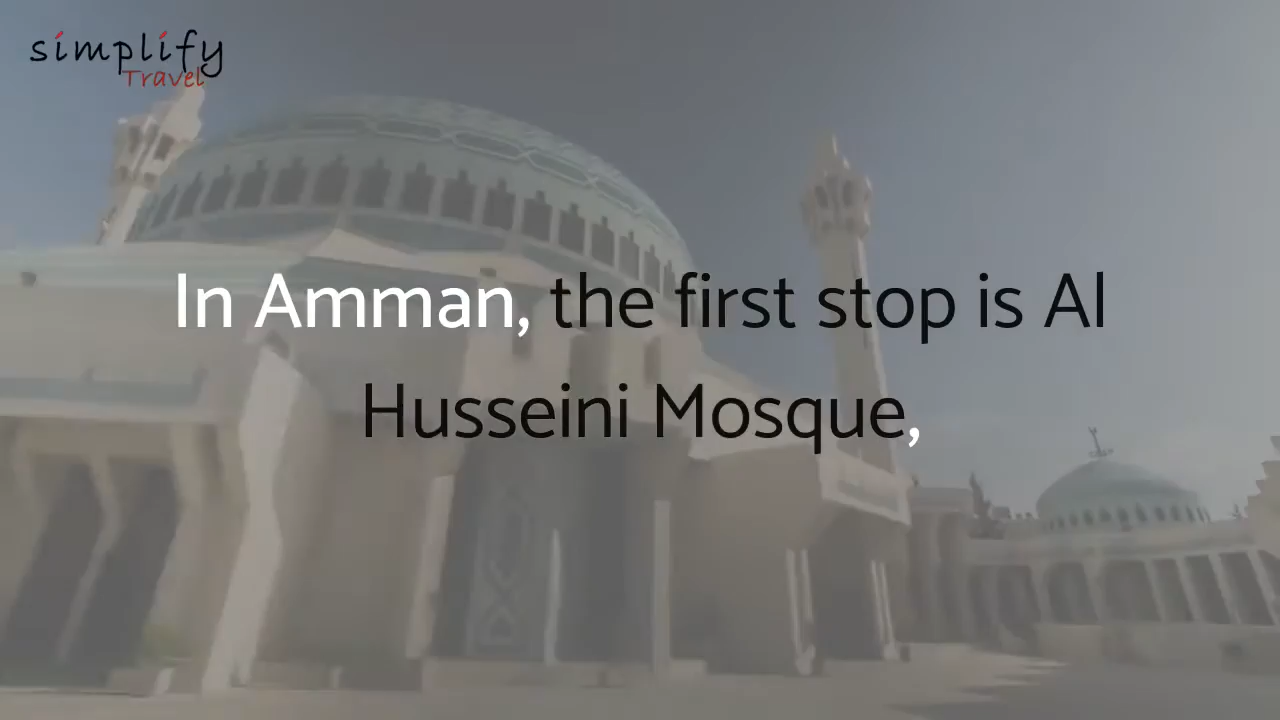 simplify
Travel
In Amman, the first stop is Al
Husseini Mosque,